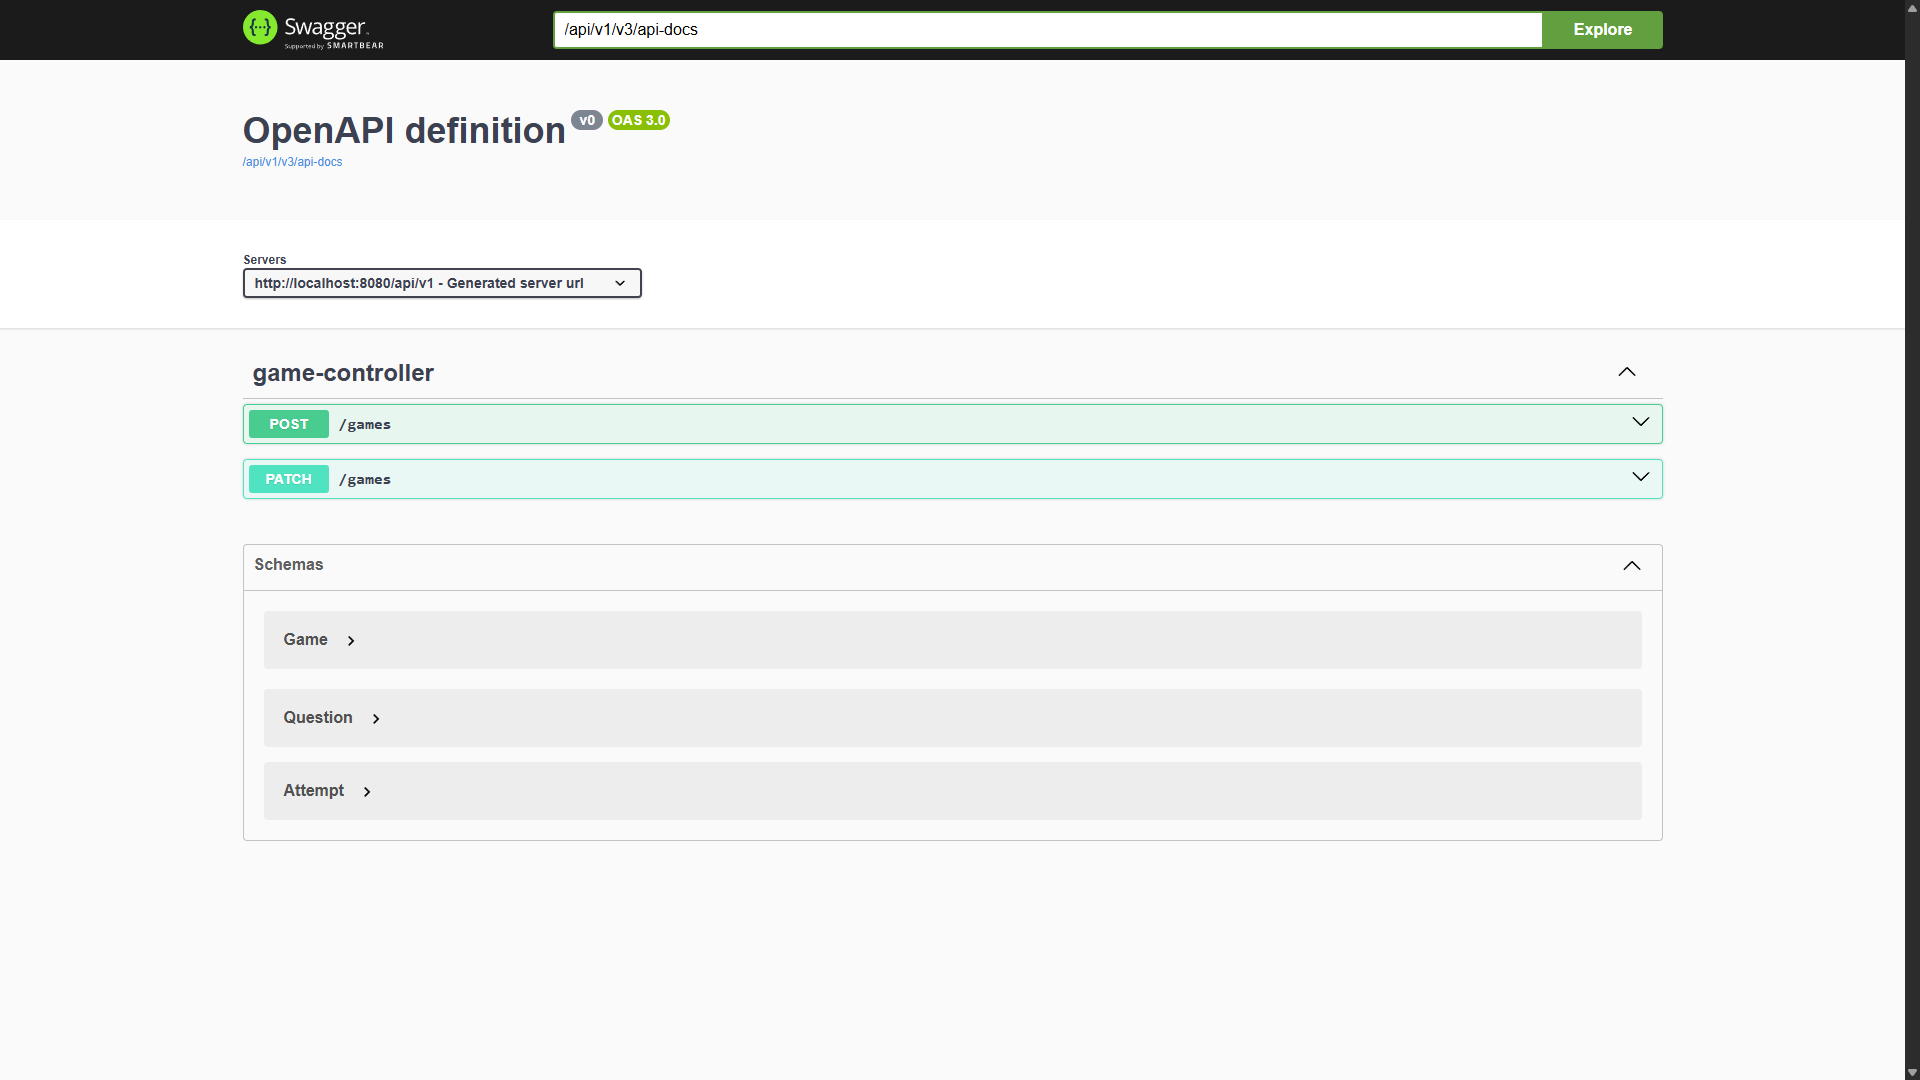 Swagger
Supported by SMARTBEAR
/api/v1/v3/api-docs
Explore
OpenAPI definition v0 OAS 3.0
/api/v1/v3/api-docs
Servers
http://localhost:8080/api/v1 - Generated server url
game-controller
POST /games
PATCH /games
Schemas
Game
Question
Attempt